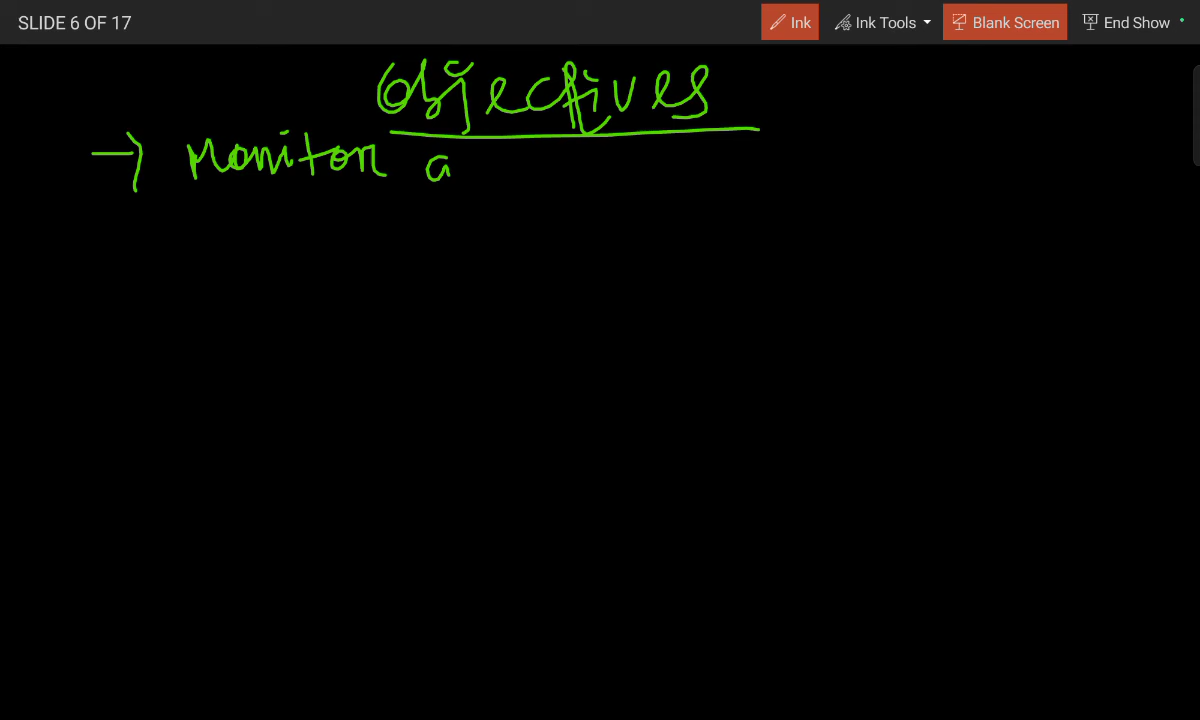 SLIDE 6 OF 17 Ink Ink Tools Blank Screen End Show
Objectives
→ Monitor a